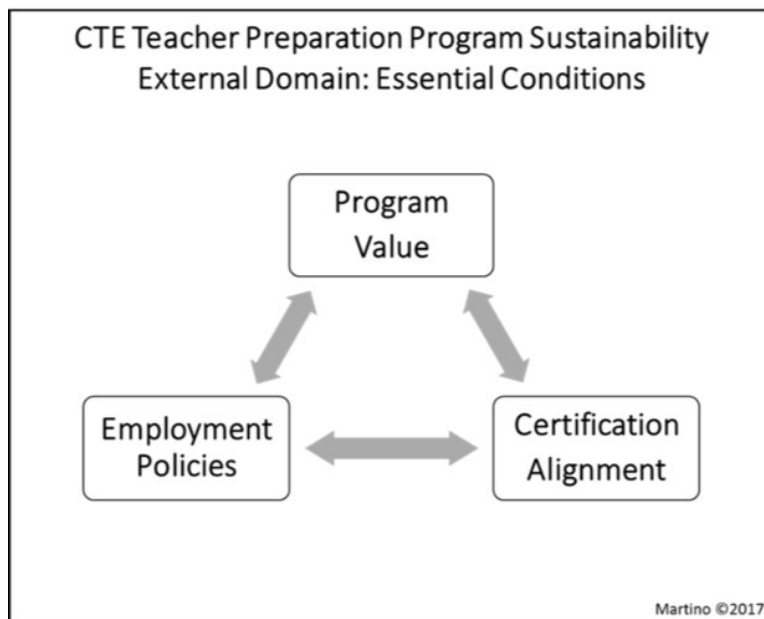 CTE Teacher Preparation Program Sustainability
External Domain: Essential Conditions
Program
Value
Employment
Policies
Certification
Alignment
Martino ©2017